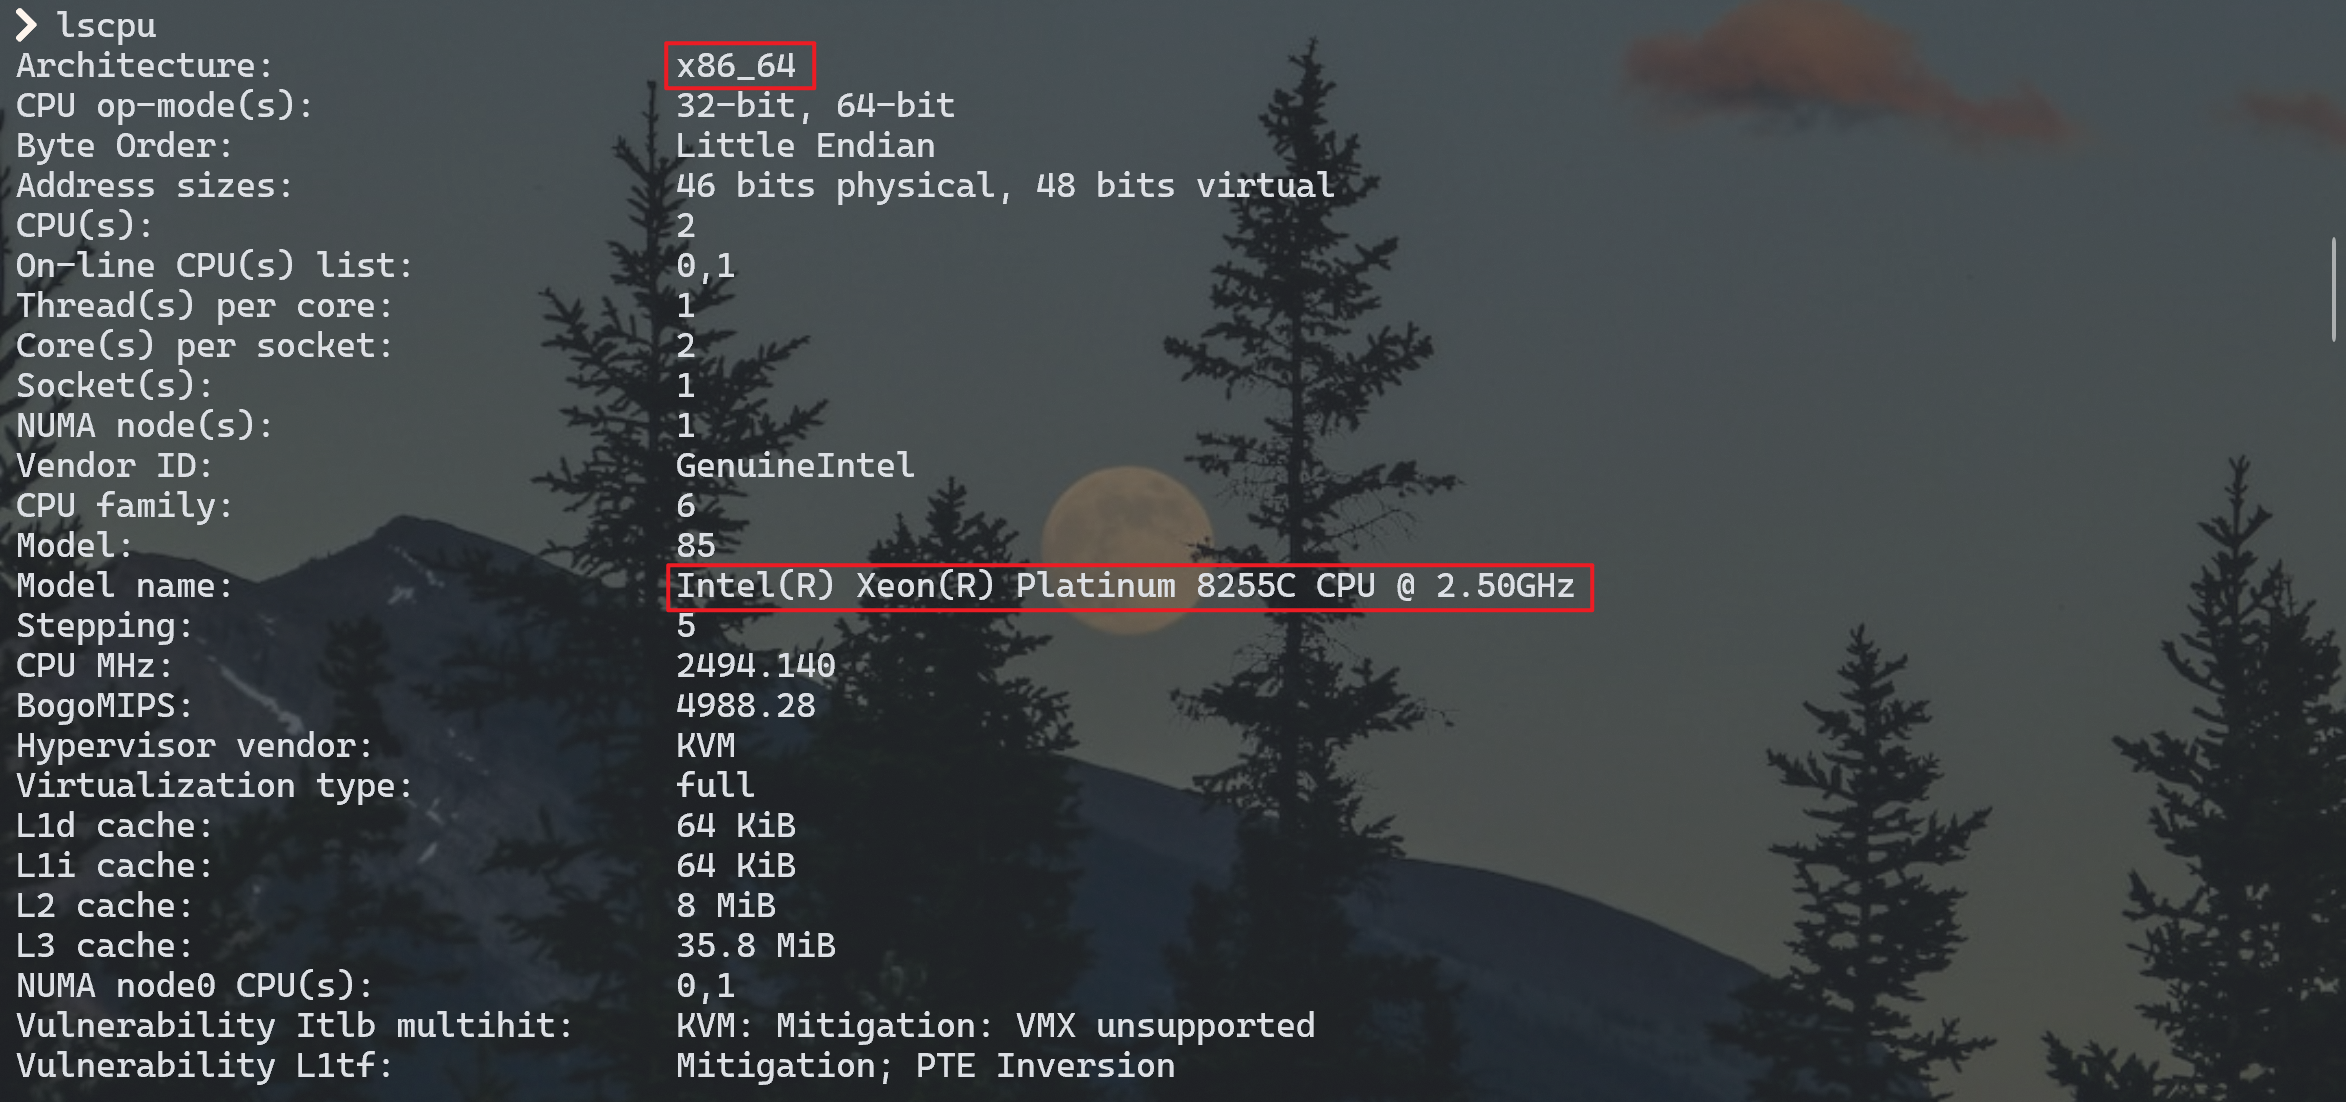 ❯ lscpu
Architecture: x86_64
CPU op-mode(s): 32-bit, 64-bit
Byte Order: Little Endian
Address sizes: 46 bits physical, 48 bits virtual
CPU(s): 2
On-line CPU(s) list: 0,1
Thread(s) per core: 1
Core(s) per socket: 2
Socket(s): 1
NUMA node(s): 1
Vendor ID: GenuineIntel
CPU family: 6
Model: 85
Model name: Intel(R) Xeon(R) Platinum 8255C CPU @ 2.50GHz
Stepping: 5
CPU MHz: 2494.140
BogoMIPS: 4988.28
Hypervisor vendor: KVM
Virtualization type: full
L1d cache: 64 KiB
L1i cache: 64 KiB
L2 cache: 8 MiB
L3 cache: 35.8 MiB
NUMA node0 CPU(s): 0,1
Vulnerability Itlb multihit: KVM: Mitigation: VMX unsupported
Vulnerability L1tf: Mitigation; PTE Inversion